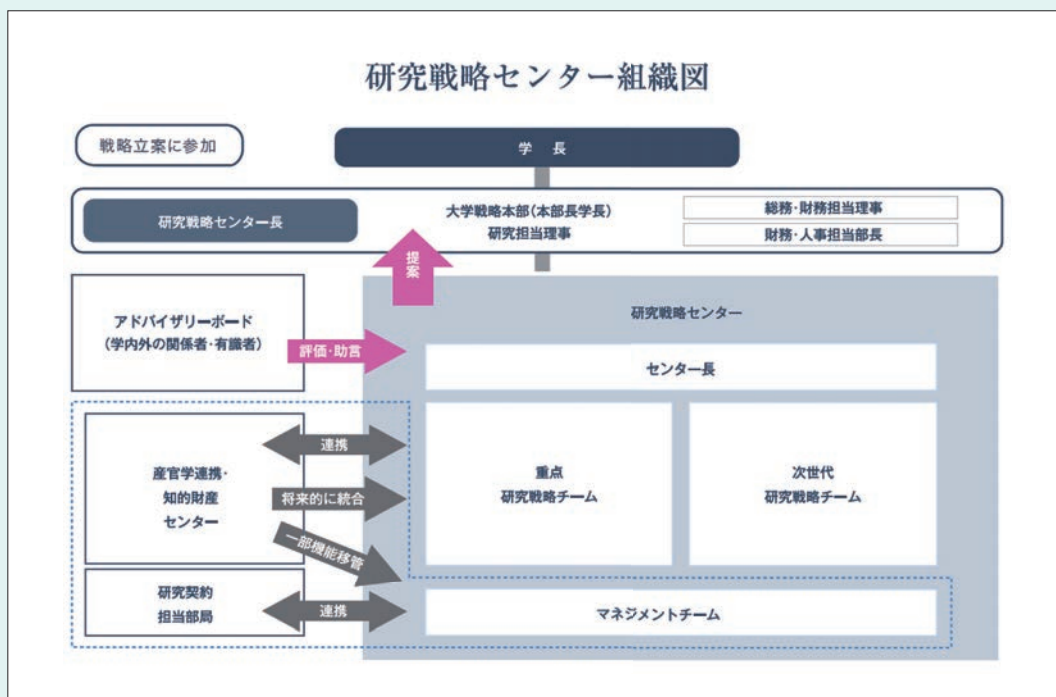 研究戦略センター組織図
戦略立案に参加
学 長
研究戦略センター長
大学戦略本部(本部長学長)
研究担当理事
総務・財務担当理事
財務・人事担当部長
提案
アドバイザリーボード
(学内外の関係者・有識者)
評価・助言
研究戦略センター
センター長
産官学連携・
知的財産
センター
連携
将来的に統合
一部機能移管
重点
研究戦略チーム
次世代
研究戦略チーム
研究契約
担当部局
連携
マネジメントチーム